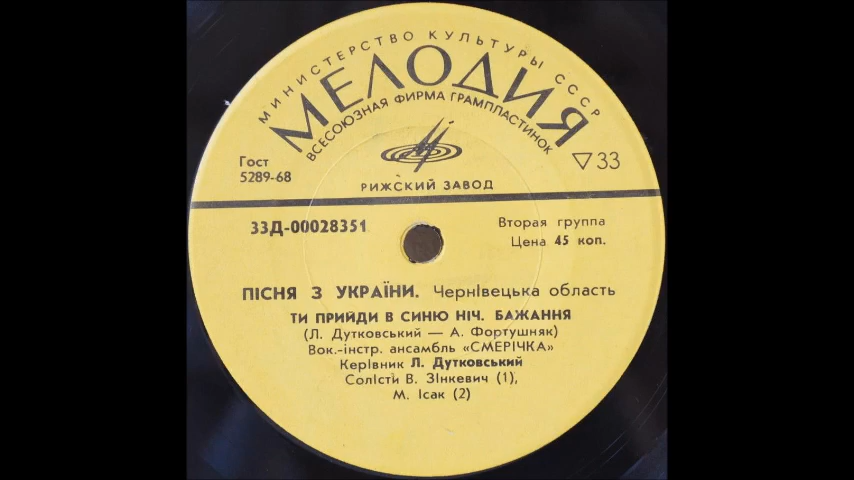 МИНИСТЕРСТВО КУЛЬТУРЫ СССР
МЕЛОДИЯ
ВСЕСОЮЗНАЯ ФИРМА ГРАМПЛАСТИНОК
Гост
5289-68
▽33
РИЖСКИЙ ЗАВОД
33Д-00028351
Вторая группа
Цена 45 коп.
ПІСНЯ З УКРАЇНИ. Чернівецька область
ТИ ПРИЙДИ В СИНЮ НІЧ. БАЖАННЯ
(Л. Дутковський — А. Фортушняк)
Вок.-інстр. ансамбль «СМЕРІЧКА»
Керівник Л. Дутковський
Солісти В. Зінкевич (1),
М. Ісак (2)